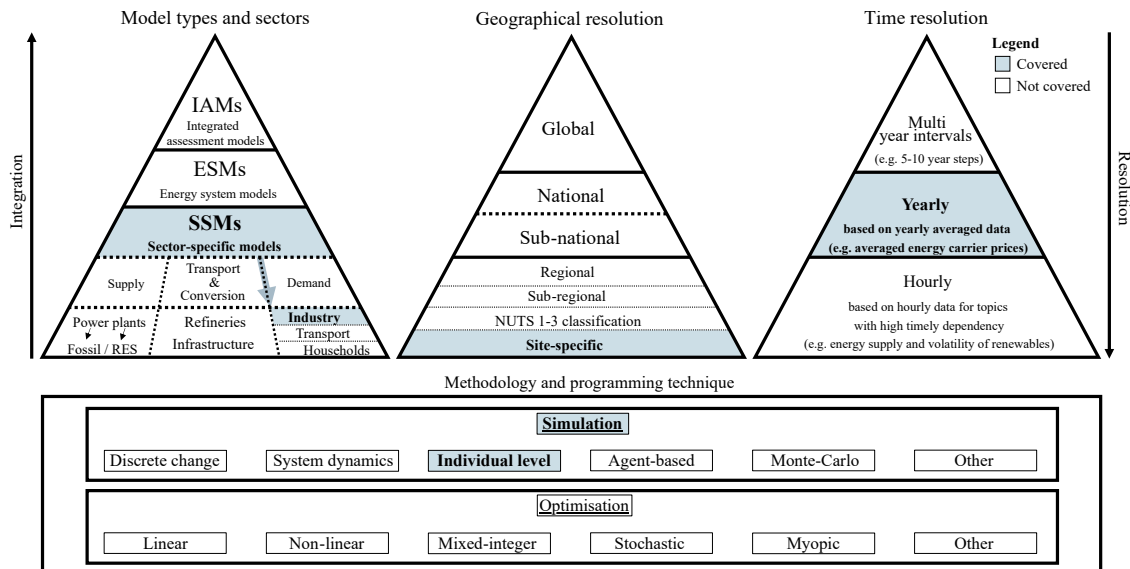 Model types and sectors
Geographical resolution
Time resolution
Integration
IAMs
Integrated
assessment models
ESMs
Energy system models
SSMs
Sector-specific models
Supply
Transport
&
Conversion
Demand
Power plants
Fossil / RES
Refineries
Infrastructure
Industry
Transport
Households
Global
National
Sub-national
Regional
Sub-regional
NUTS 1-3 classification
Site-specific
Multi
year intervals
(e.g. 5-10 year steps)
Yearly
based on yearly averaged data
(e.g. averaged energy carrier prices)
Hourly
based on hourly data for topics
with high timely dependency
(e.g. energy supply and volatility of renewables)
Legend
Covered
Not covered
Resolution
Methodology and programming technique
Simulation
Discrete change
System dynamics
Individual level
Agent-based
Monte-Carlo
Other
Optimisation
Linear
Non-linear
Mixed-integer
Stochastic
Myopic
Other